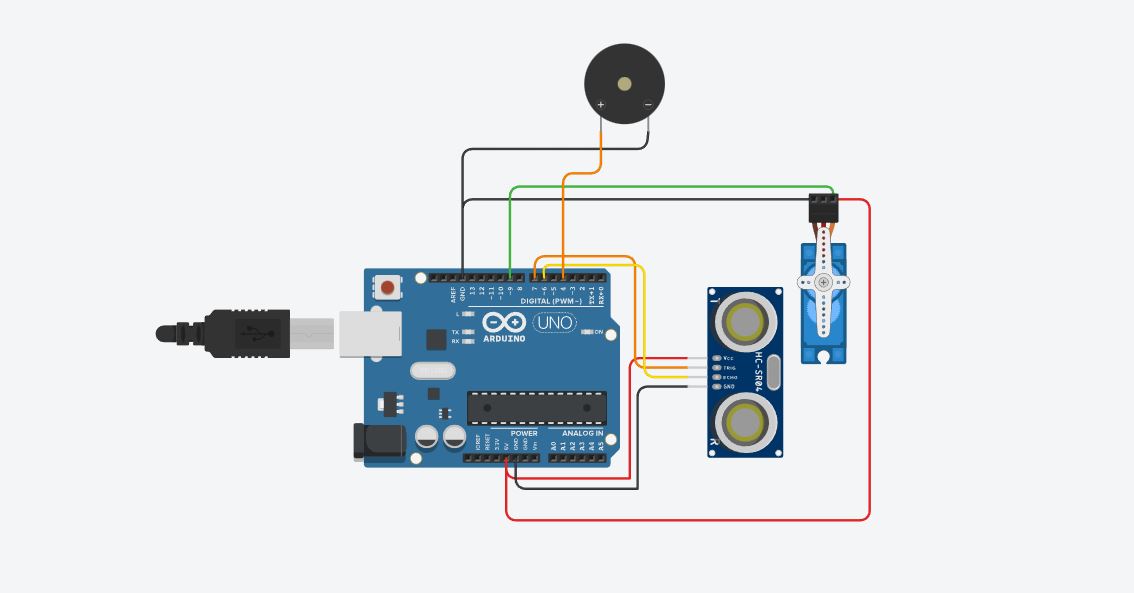 + −
AREF
GND
13
12
~11
~10
~9
8
7
~6
~5
4
~3
2
TX→1
RX←0
DIGITAL (PWM~)
L
TX
RX
ARDUINO
UNO
ON
T
Vcc
TRIG
ECHO
GND
HC-SR04
R
POWER
ANALOG IN
IOREF
RESET
3.3V
5V
GND
GND
Vin
A0
A1
A2
A3
A4
A5